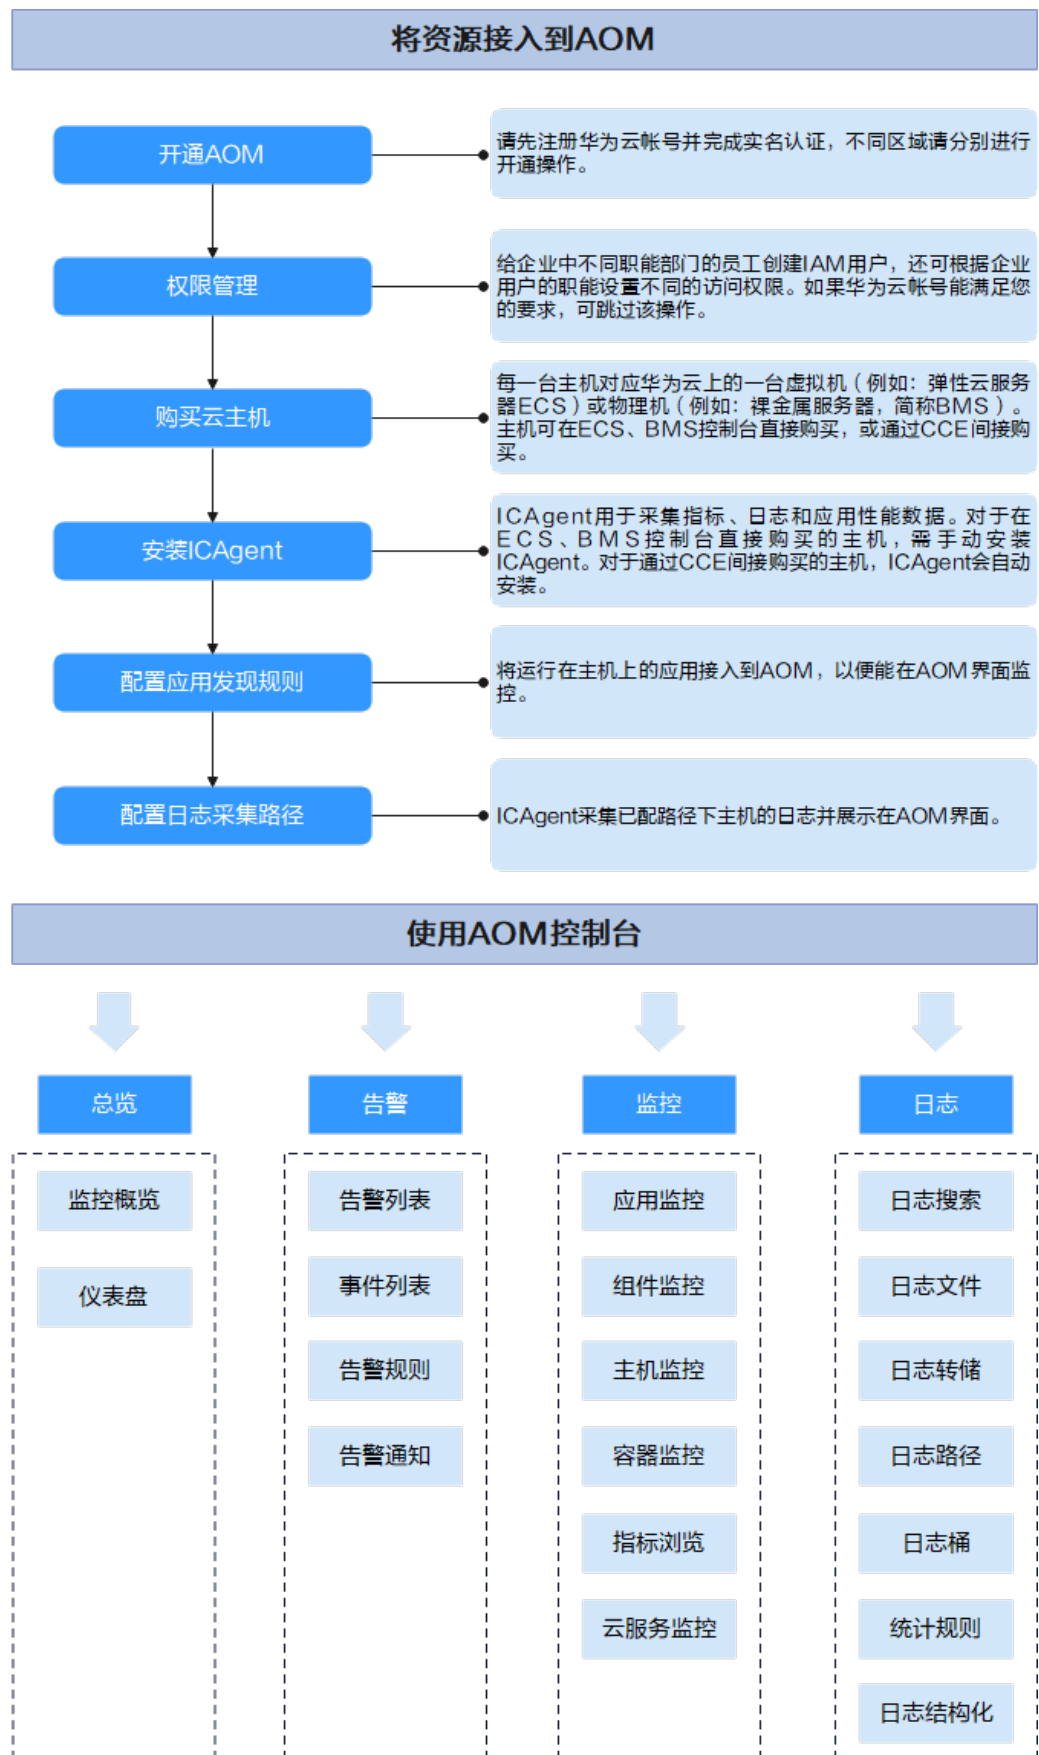 将资源接入到AOM
开通AOM
请先注册华为云帐号并完成实名认证，不同区域请分别进行
开通操作。
权限管理
给企业中不同职能部门的员工创建IAM用户，还可根据企业
用户的职能设置不同的访问权限。如果华为云帐号能满足您
的要求，可跳过该操作。
购买云主机
每一台主机对应华为云上的一台虚拟机（例如：弹性云服务
器ECS）或物理机（例如：裸金属服务器，简称BMS）。
主机可在ECS、BMS控制台直接购买，或通过CCE间接购
买。
安装ICAgent
ICAgent用于采集指标、日志和应用性能数据。对于在
ECS、BMS控制台直接购买的主机，需手动安装
ICAgent。对于通过CCE间接购买的主机，ICAgent会自动
安装。
配置应用发现规则
将运行在主机上的应用接入到AOM，以便能在AOM界面监
控。
配置日志采集路径
ICAgent采集已配路径下主机的日志并展示在AOM界面。
使用AOM控制台
总览
监控概览
仪表盘
告警
告警列表
事件列表
告警规则
告警通知
监控
应用监控
组件监控
主机监控
容器监控
指标浏览
云服务监控
日志
日志搜索
日志文件
日志转储
日志路径
日志桶
统计规则
日志结构化